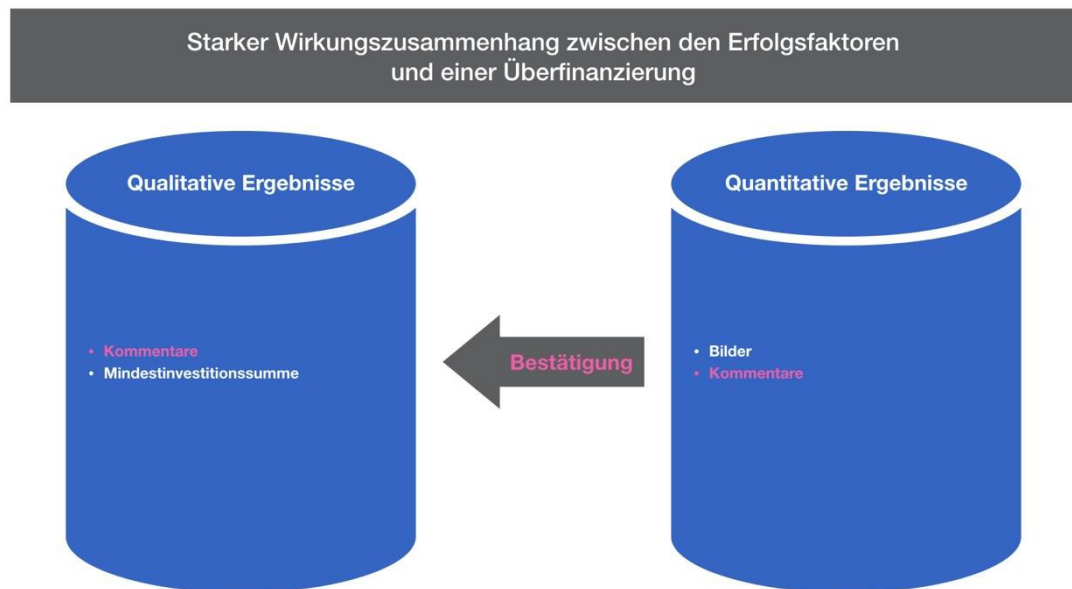 Starker Wirkungszusammenhang zwischen den Erfolgsfaktoren
und einer Überfinanzierung
Qualitative Ergebnisse
• Kommentare
• Mindestinvestitionssumme
Bestätigung
Quantitative Ergebnisse
• Bilder
• Kommentare